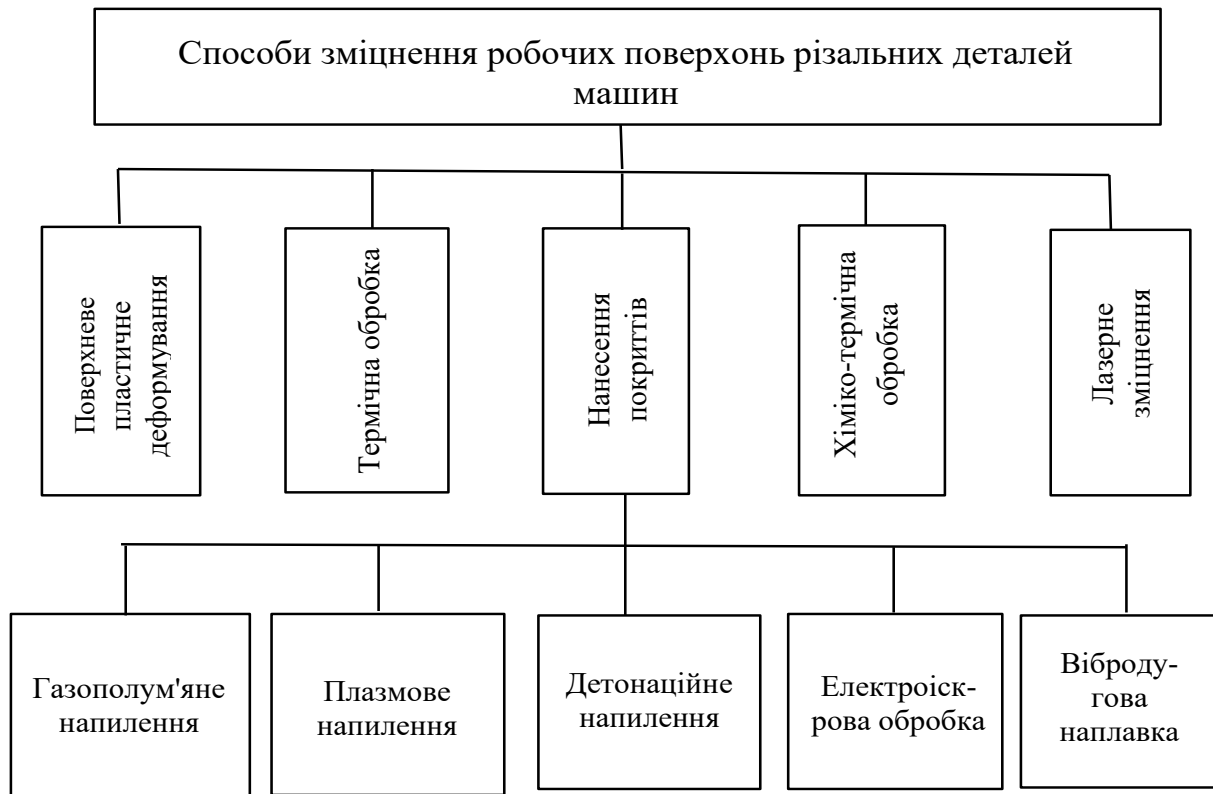 Способи зміцнення робочих поверхонь різальних деталей
машин
Поверхневе
пластичне
деформування
Термічна обробка
Нанесення
покриттів
Хіміко-термічна
обробка
Лазерне
зміцнення
Газополум'яне
напилення
Плазмове
напилення
Детонаційне
напилення
Електроіск-
рова обробка
Вібродu-
гова
наплавка